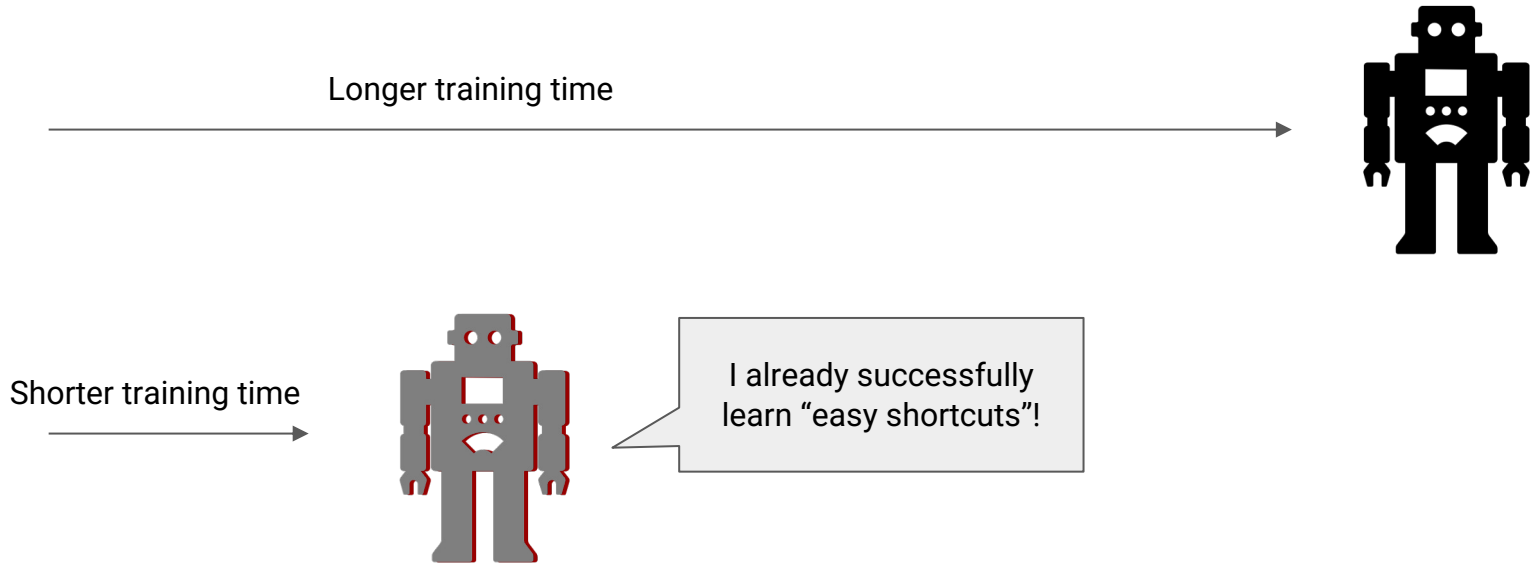 Longer training time
Shorter training time
I already successfully
learn “easy shortcuts”!